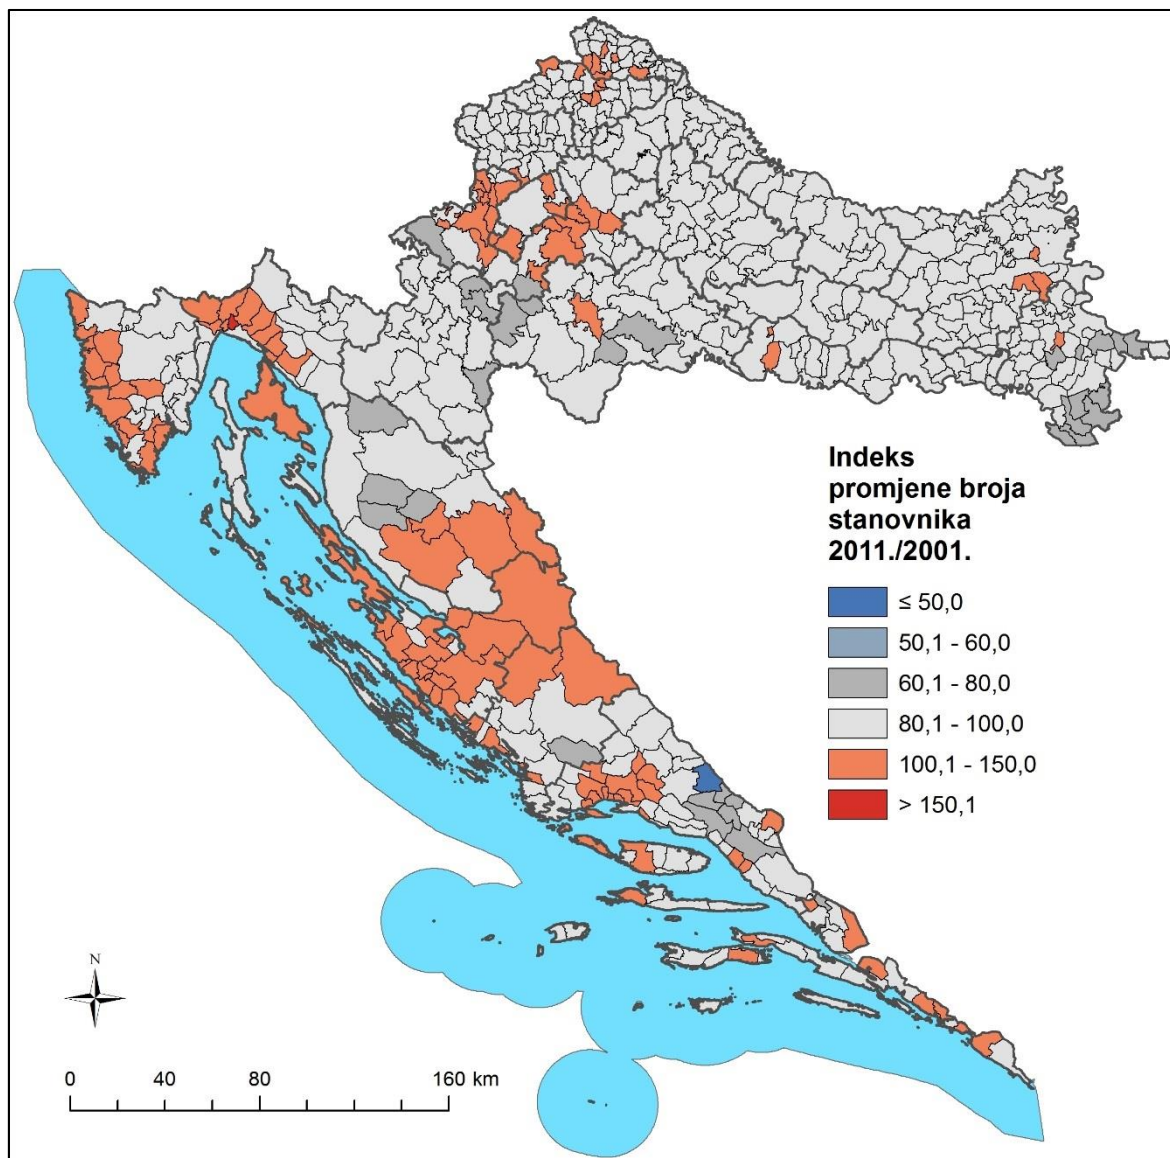 Indeks
promjene broja
stanovnika
2011./2001.
≤ 50,0
50,1 - 60,0
60,1 - 80,0
80,1 - 100,0
100,1 - 150,0
> 150,1
N
0 40 80 160 km